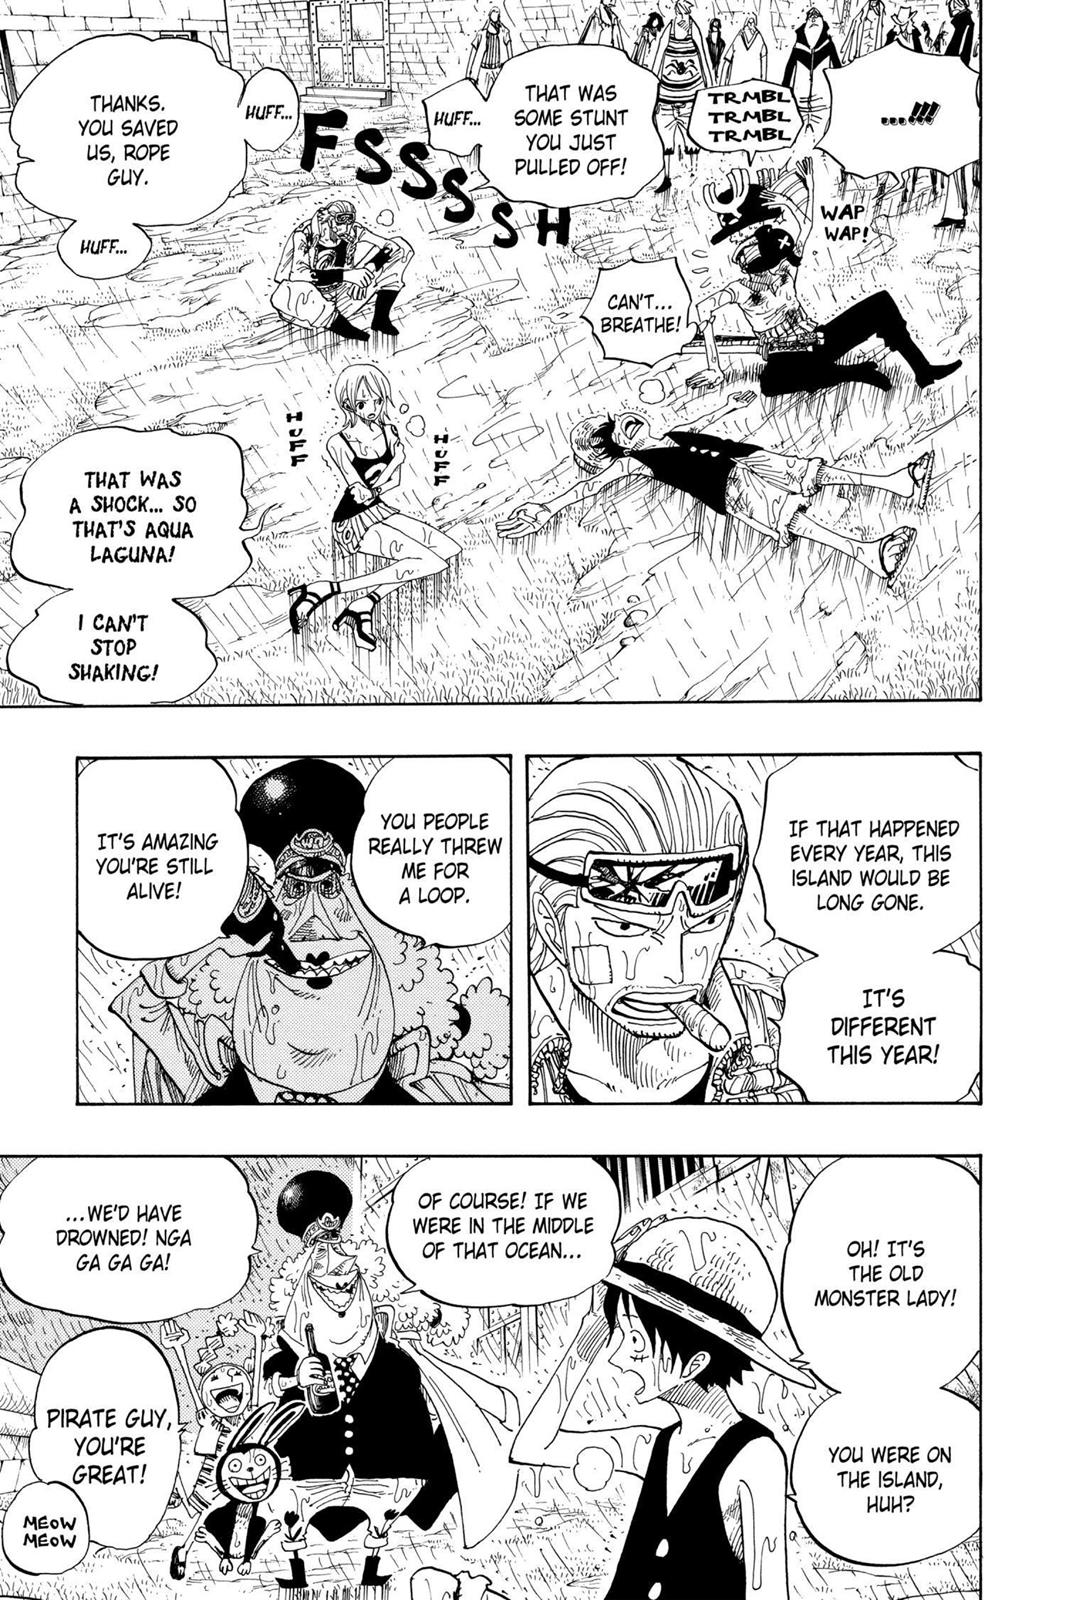 ...!!!
TRMBL
TRMBL
TRMBL
WAP
WAP!
THAT WAS
SOME STUNT
YOU JUST
PULLED OFF!
HUFF...
CAN'T...
BREATHE!
FSSSSH
THANKS.
YOU SAVED
US, ROPE
GUY.
HUFF...
HUFF...
HUFF
HUFF
THAT WAS
A SHOCK... SO
THAT'S AQUA
LAGUNA!
I CAN'T
STOP
SHAKING!
IF THAT HAPPENED
EVERY YEAR, THIS
ISLAND WOULD BE
LONG GONE.
IT'S
DIFFERENT
THIS YEAR!
YOU PEOPLE
REALLY THREW
ME FOR
A LOOP.
IT'S AMAZING
YOU'RE STILL
ALIVE!
OH! IT'S
THE OLD
MONSTER LADY!
YOU WERE ON
THE ISLAND,
HUH?
OF COURSE! IF WE
WERE IN THE MIDDLE
OF THAT OCEAN...
...WE'D HAVE
DROWNED! NGA
GA GA GA!
PIRATE GUY,
YOU'RE
GREAT!
MEOW
MEOW